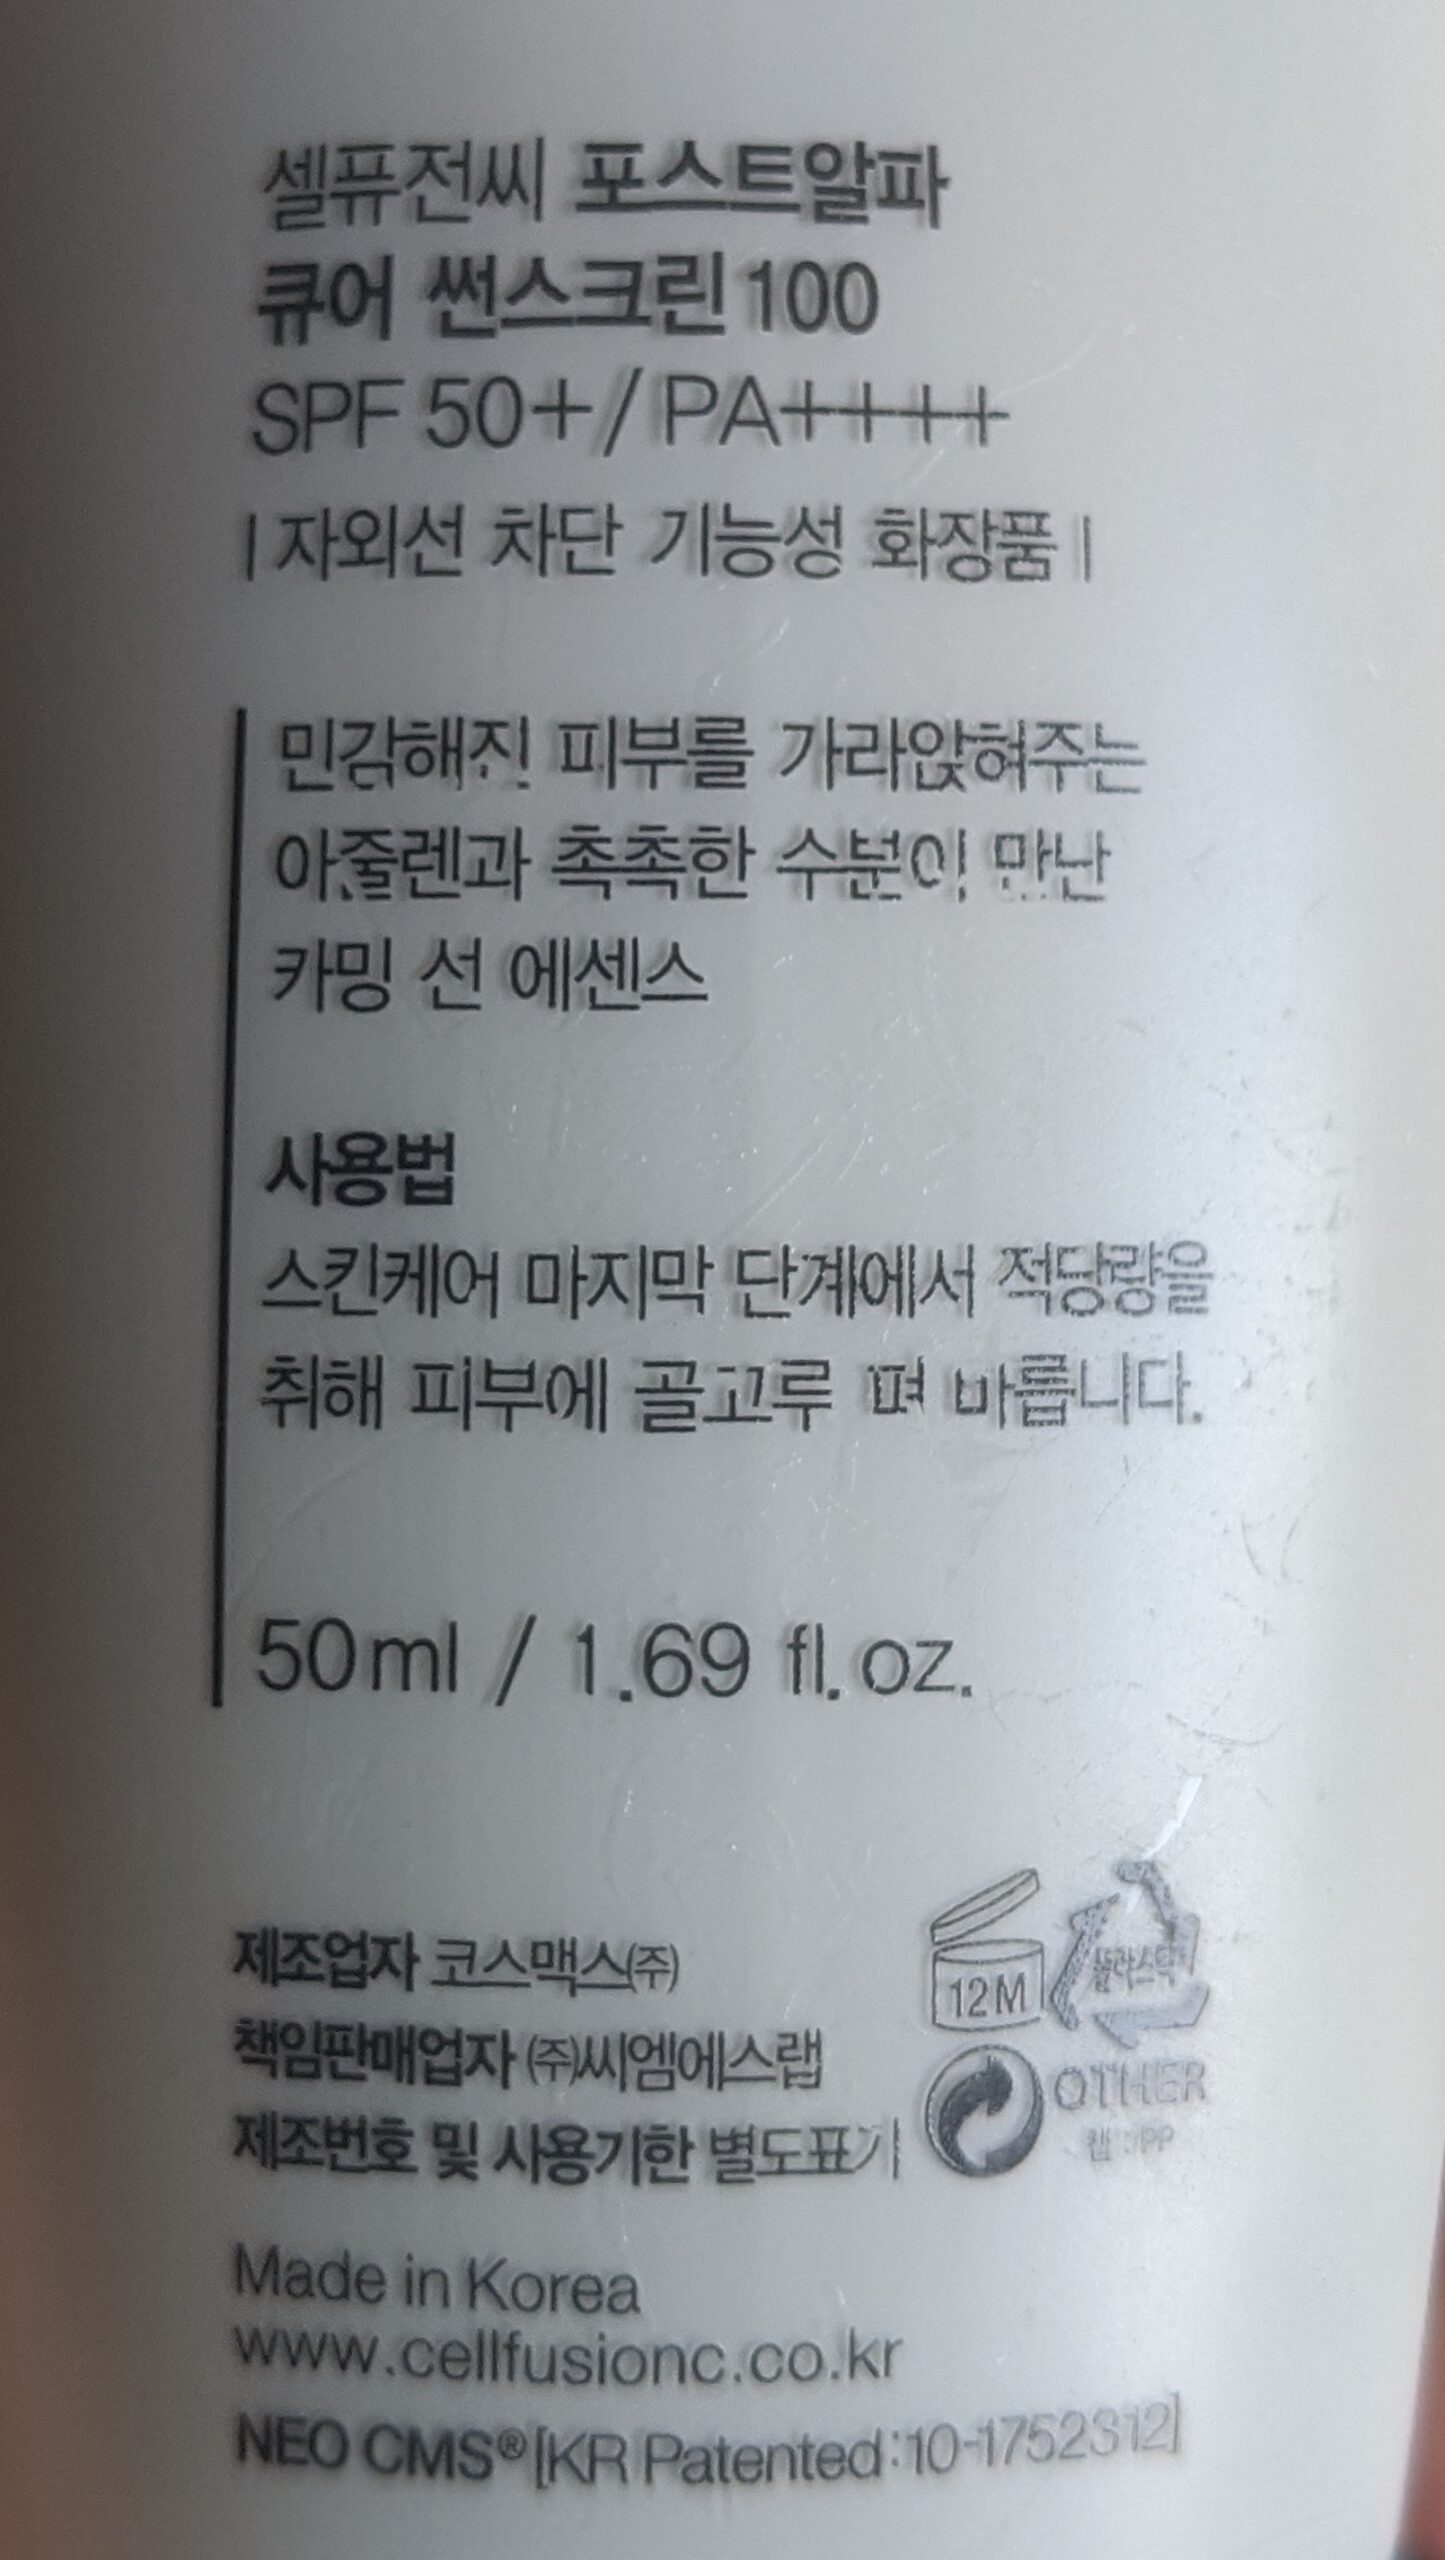 셀퓨전씨 포스트알파
큐어 썬스크린 100
SPF 50+/ PA++++
| 자외선 차단 기능성 화장품 |
민감해진 피부를 가라앉혀주는
아줄렌과 촉촉한 수분이 만난
카밍 선 에센스
사용법
스킨케어 마지막 단계에서 적당량을
취해 피부에 골고루 펴 바릅니다.
50ml / 1.69 fl. oz.
제조업자 코스맥스㈜
책임판매업자 ㈜씨엠에스랩
제조번호 및 사용기한 별도표기
12M
플라스틱
OTHER
캡:PP
Made in Korea
www.cellfusionc.co.kr
NEO CMS® [KR Patented:10-1752312]